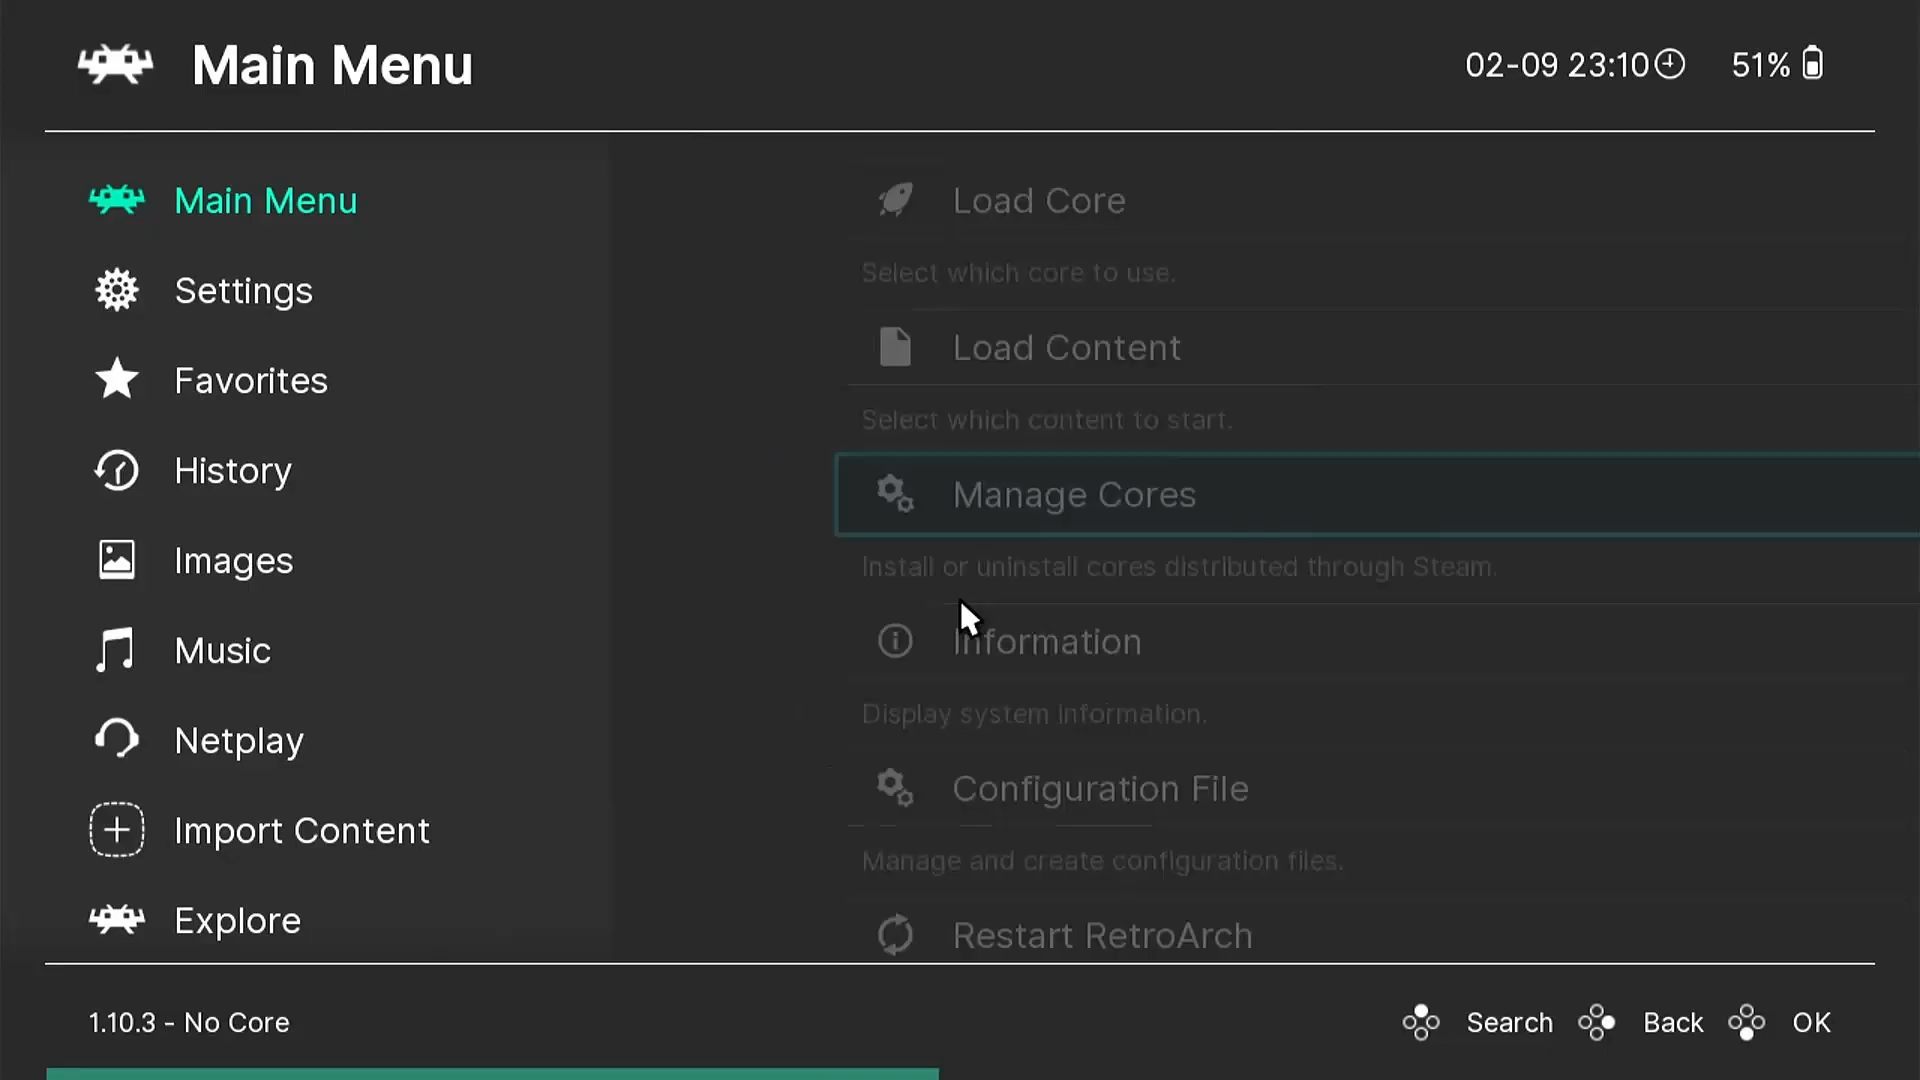 Main Menu
02-09 23:10
51%
Main Menu
Settings
Favorites
History
Images
Music
Netplay
Import Content
Explore
Load Core
Select which core to use.
Load Content
Select which content to start.
Manage Cores
Install or uninstall cores distributed through Steam.
Information
Display system information.
Configuration File
Manage and create configuration files.
Restart RetroArch
1.10.3 - No Core
Search
Back
OK